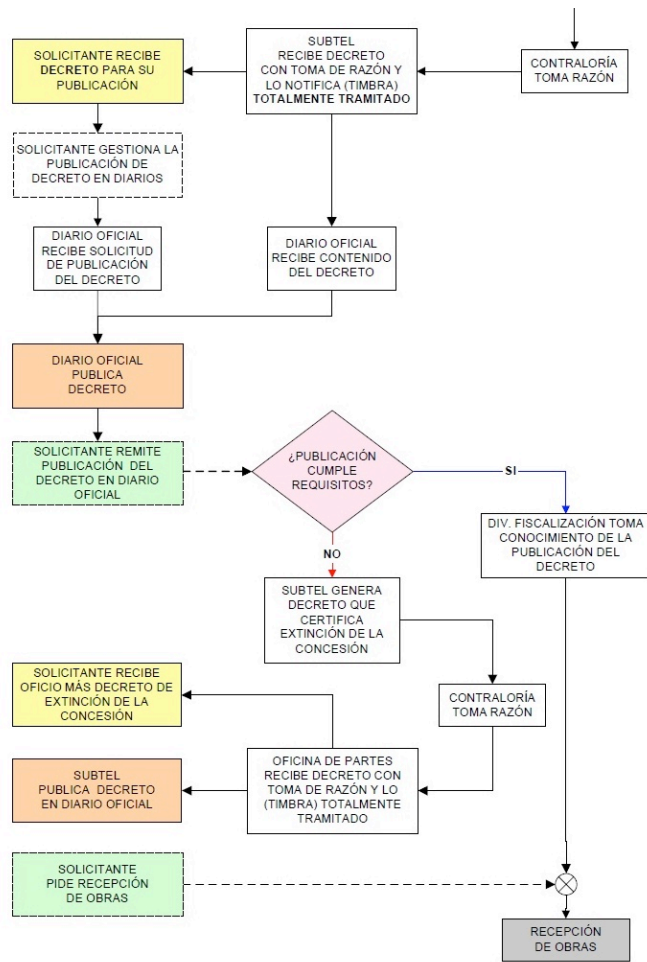 SOLICITANTE RECIBE
DECRETO PARA SU
PUBLICACIÓN
SUBTEL
RECIBE DECRETO
CON TOMA DE RAZÓN Y
LO NOTIFICA (TIMBRA)
TOTALMENTE TRAMITADO
CONTRALORÍA
TOMA RAZÓN
SOLICITANTE GESTIONA LA
PUBLICACIÓN DE
DECRETO EN DIARIOS
DIARIO OFICIAL
RECIBE SOLICITUD
DE PUBLICACIÓN
DEL DECRETO
DIARIO OFICIAL
RECIBE CONTENIDO
DEL DECRETO
DIARIO OFICIAL
PUBLICA
DECRETO
SOLICITANTE REMITE
PUBLICACIÓN DEL
DECRETO EN DIARIO
OFICIAL
¿PUBLICACIÓN
CUMPLE
REQUISITOS?
SI
NO
DIV. FISCALIZACIÓN TOMA
CONOCIMIENTO DE LA
PUBLICACIÓN DEL
DECRETO
SUBTEL GENERA
DECRETO QUE
CERTIFICA
EXTINCIÓN DE LA
CONCESIÓN
SOLICITANTE RECIBE
OFICIO MÁS DECRETO DE
EXTINCIÓN DE LA
CONCESIÓN
CONTRALORÍA
TOMA RAZÓN
SUBTEL
PUBLICA DECRETO
EN DIARIO OFICIAL
OFICINA DE PARTES
RECIBE DECRETO CON
TOMA DE RAZÓN Y LO
(TIMBRA) TOTALMENTE
TRAMITADO
SOLICITANTE
PIDE RECEPCIÓN
DE OBRAS
RECEPCIÓN
DE OBRAS